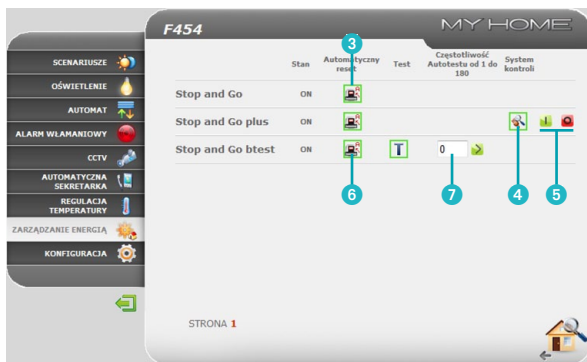 F454
MY HOME
SCENARIUSZE
OŚWIETLENIE
AUTOMAT
ALARM WŁAMANIOWY
CCTV
AUTOMATYCZNA
SEKRETARKA
REGULACJA
TEMPERATURY
ZARZĄDZANIE ENERGIĄ
KONFIGURACJA
3
Stan
Automatyczny
reset
Test
Częstotliwość
Autotestu od 1 do
180
System
kontroli
Stop and Go ON
Stop and Go plus ON
Stop and Go btest ON T 0
6 7 4 5
STRONA 1